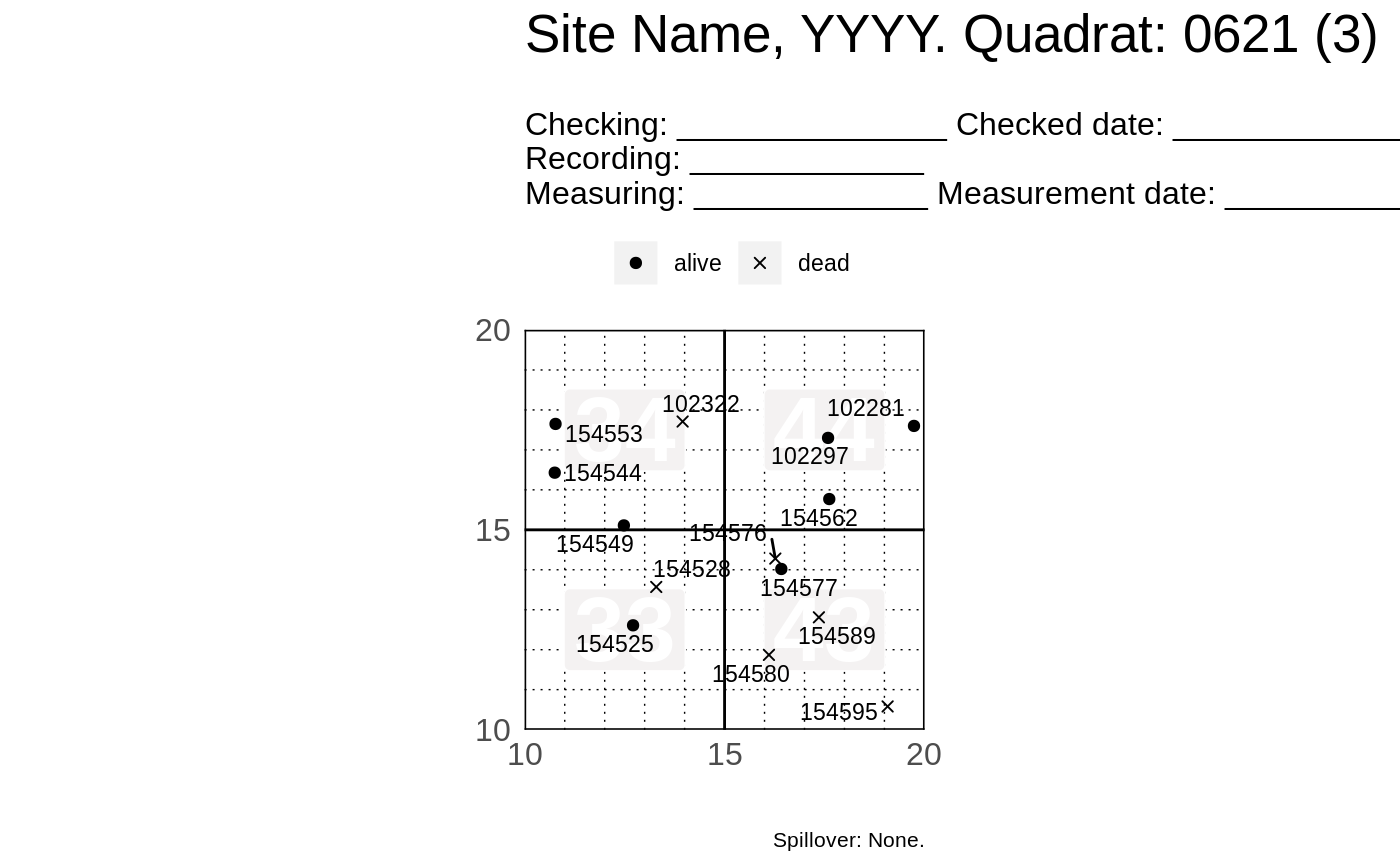 Site Name, YYYY. Quadrat: 0621 (3)
Checking: _______________ Checked date: _____________
Recording: _____________
Measuring: _____________ Measurement date: __________
alive dead
20
34 44
102322 102281
154553
102297
154544
154562
15
154576
154549
154528
154577
33 43
154589
154525
154580
154595
10
10 15 20
Spillover: None.